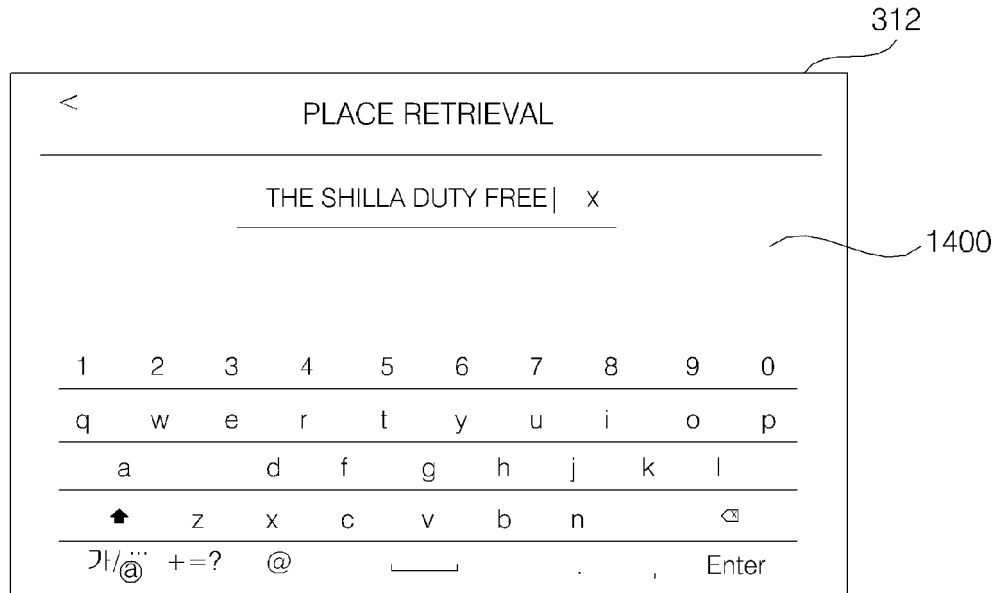 312
<
PLACE RETRIEVAL
THE SHILLA DUTY FREE| x
1400
1 2 3 4 5 6 7 8 9 0
q w e r t y u i o p
a d f g h j k l
z x c v b n
가/@ +=? @ . , Enter